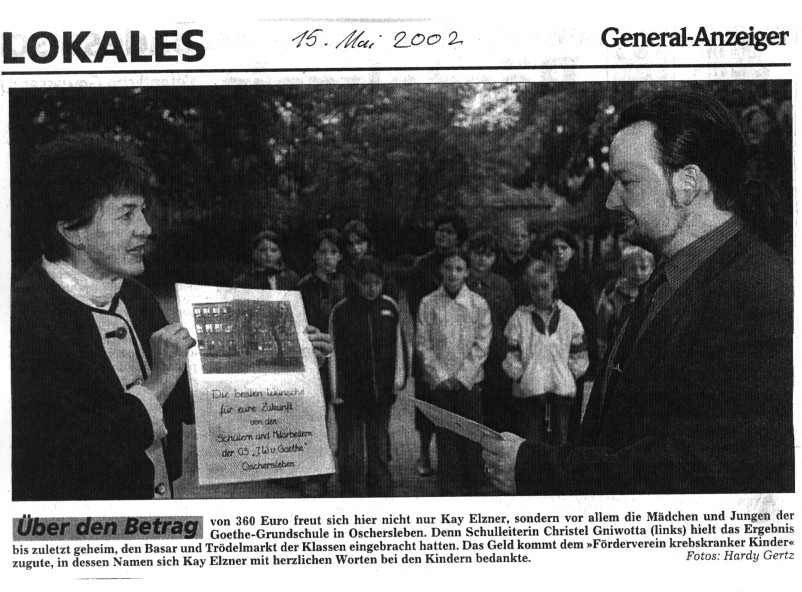 LOKALES
15. Mai 2002
General-Anzeiger
Die besten Wünsche
für eure Zukunft
von den
Schülern und Mitarbeitern
der GS "J.W.v. Goethe"
Oschersleben
Über den Betrag von 360 Euro freut sich hier nicht nur Kay Elzner, sondern vor allem die Mädchen und Jungen der
Goethe-Grundschule in Oschersleben. Denn Schulleiterin Christel Gniwotta (links) hielt das Ergebnis
bis zuletzt geheim, den Basar und Trödelmarkt der Klassen eingebracht hatten. Das Geld kommt dem »Förderverein krebskranker Kinder«
zugute, in dessen Namen sich Kay Elzner mit herzlichen Worten bei den Kindern bedankte. Fotos: Hardy Gertz